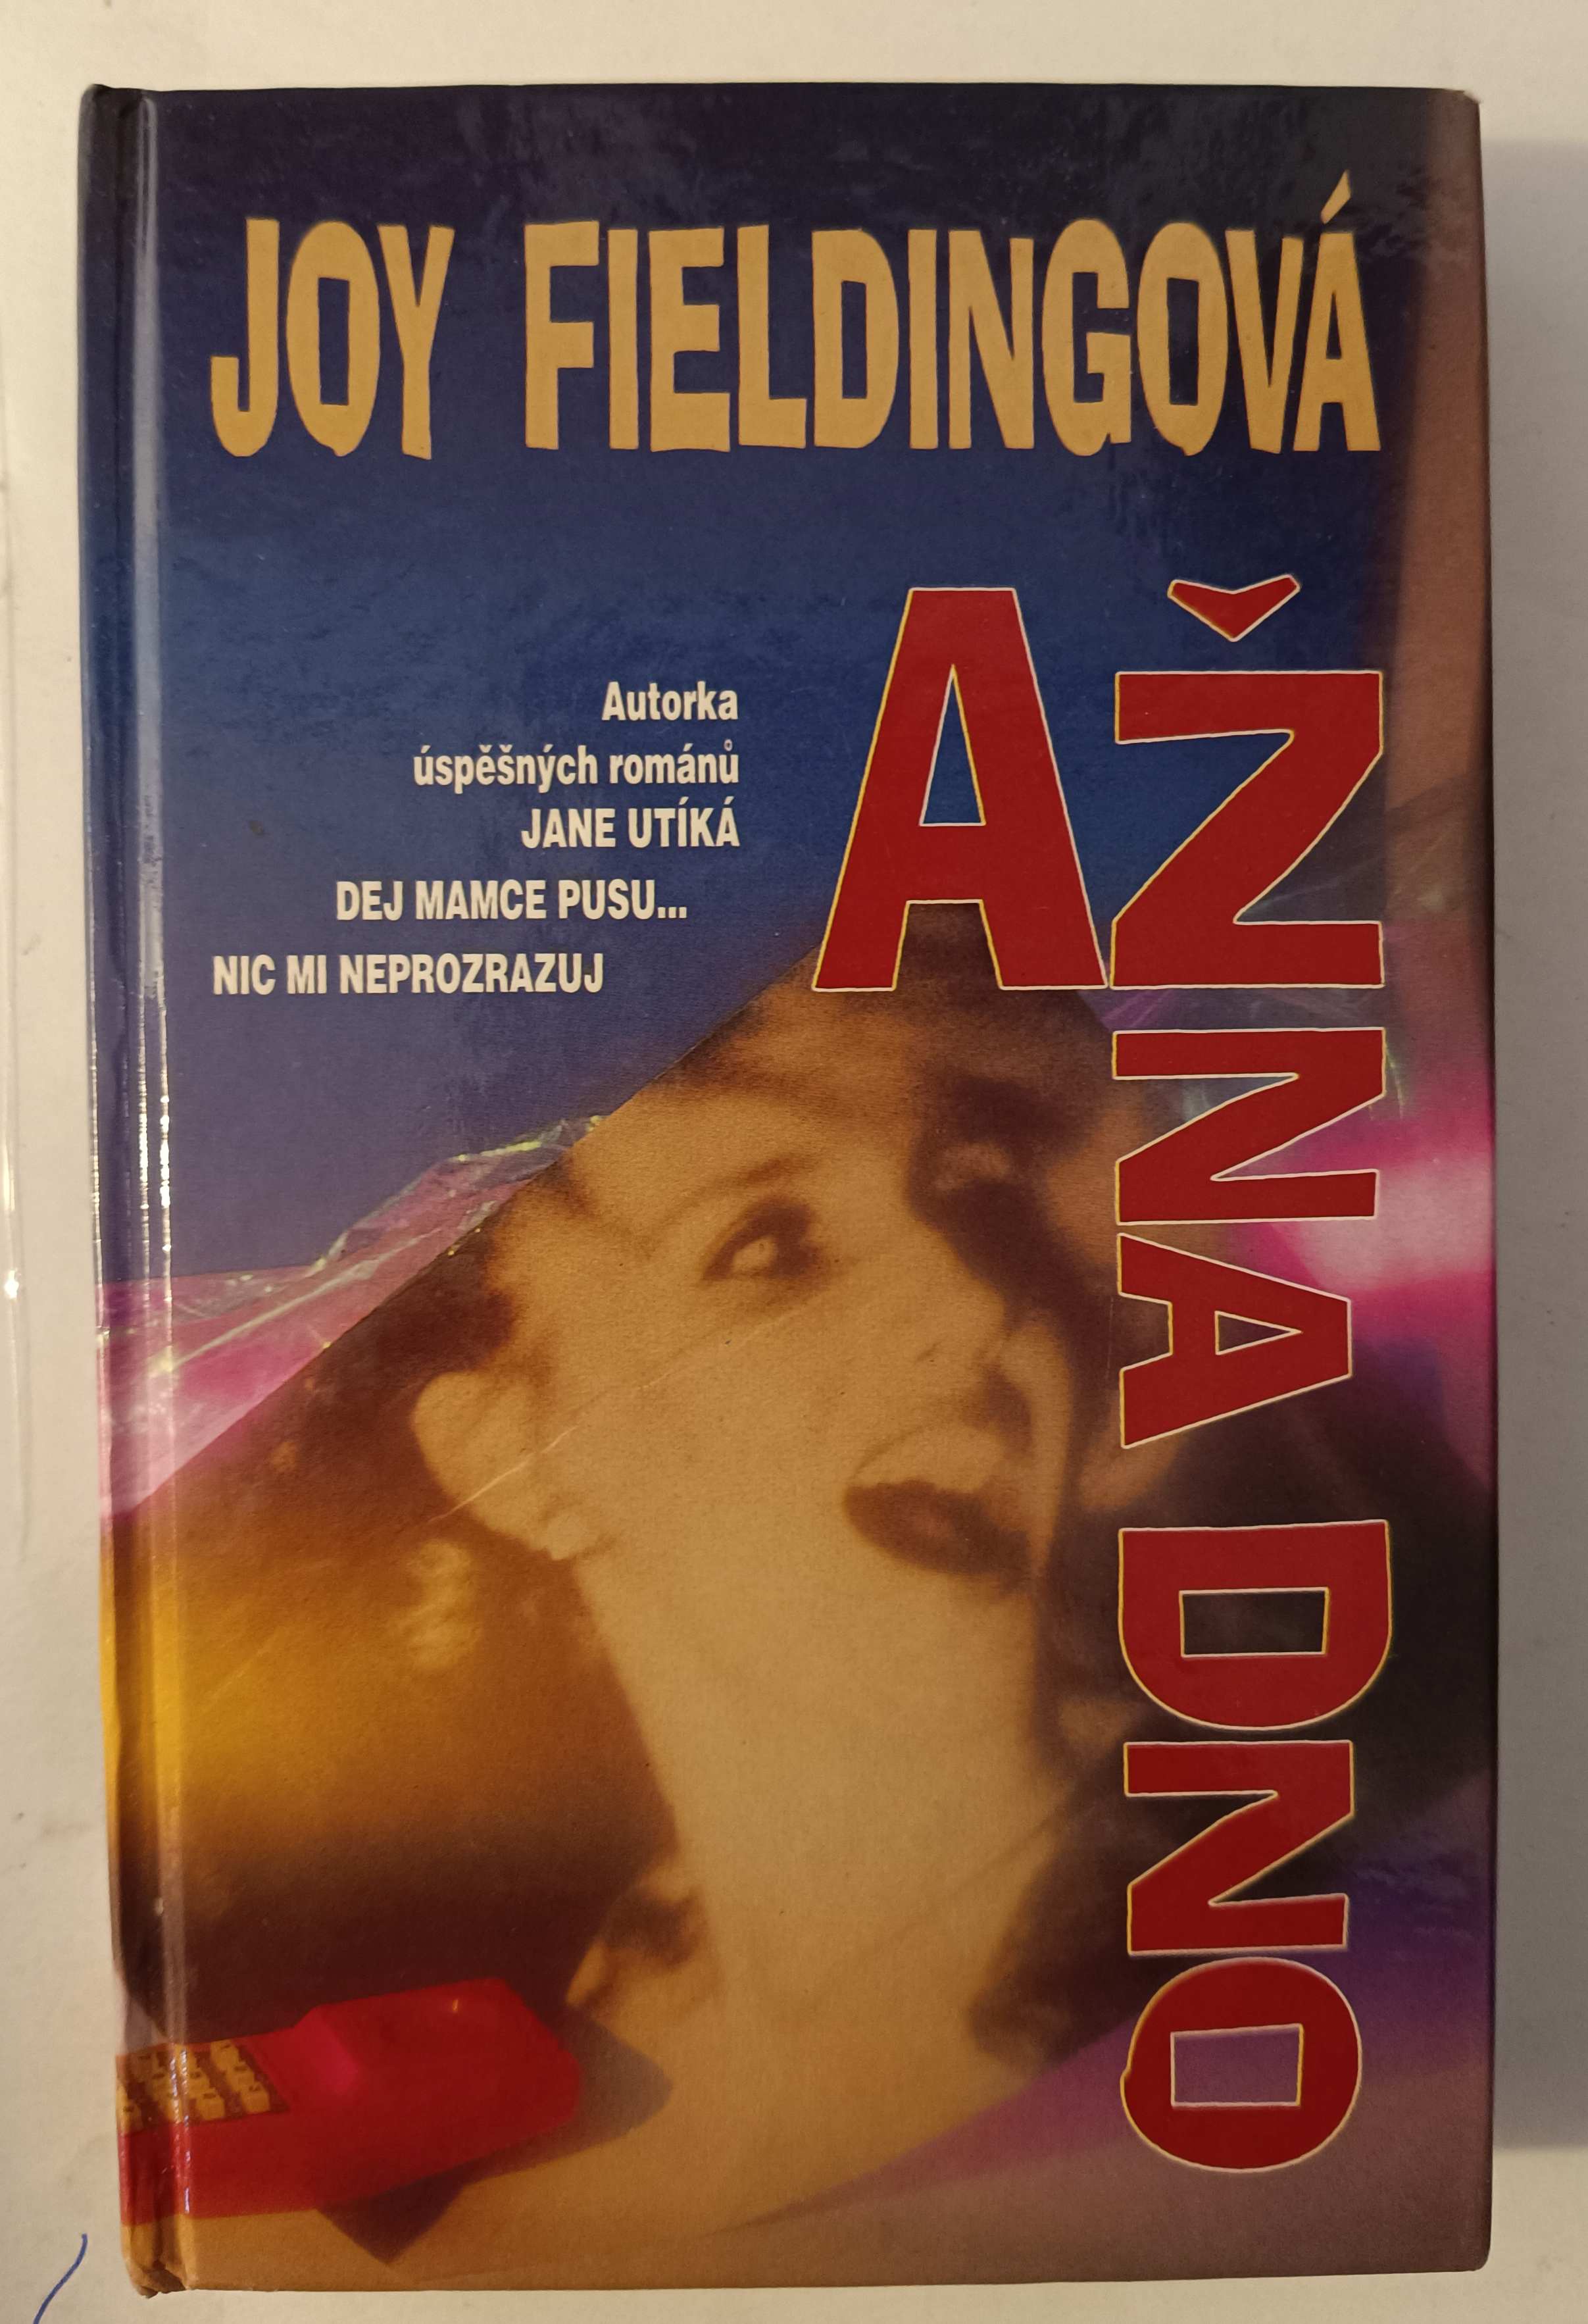 JOY FIELDINGOVÁ
Autorka
úspěšných románů
JANE UTÍKÁ
DEJ MAMCE PUSU...
NIC MI NEPROZRAZUJ
AŽ NA DNO